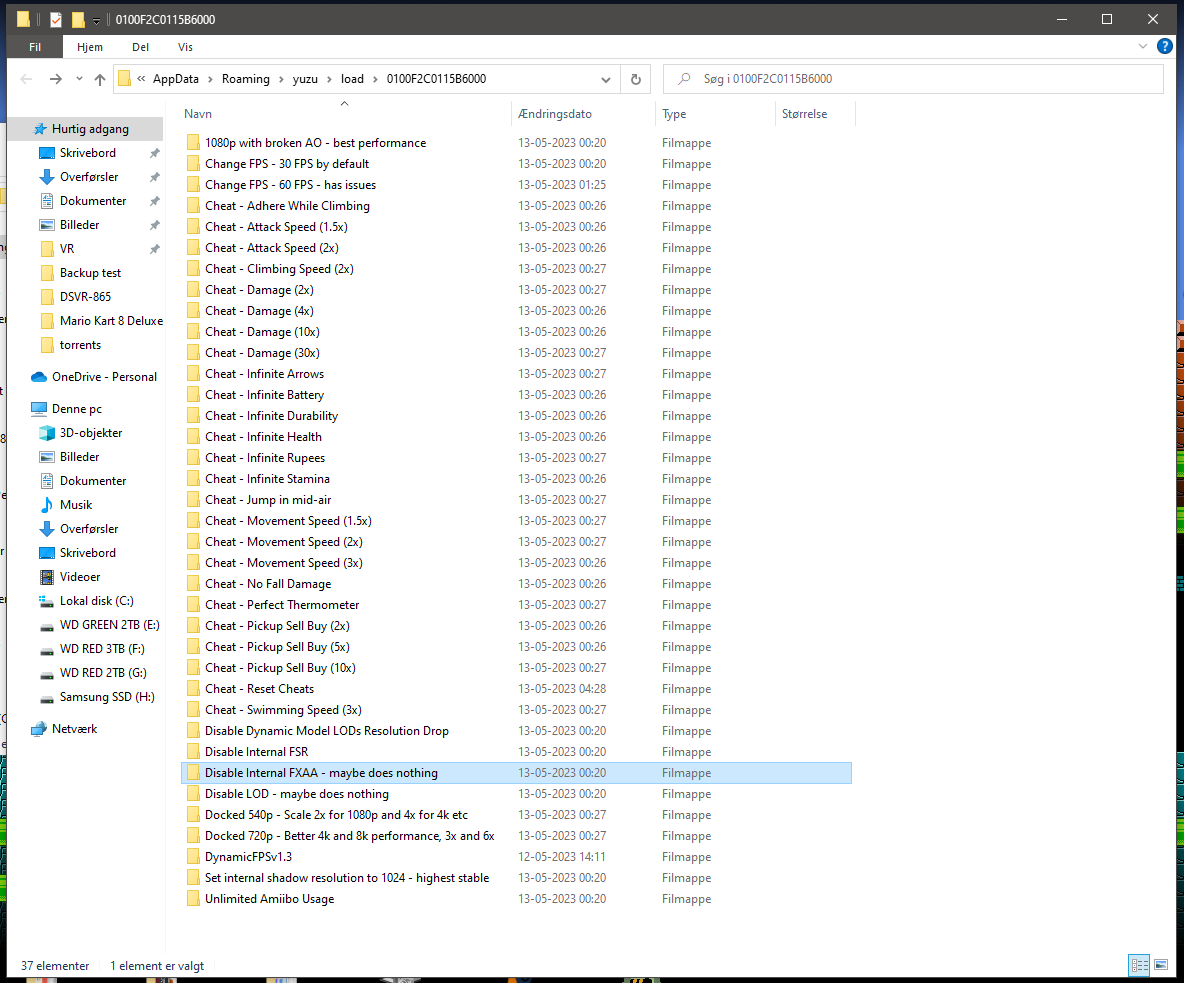 0100F2C0115B6000
Fil Hjem Del Vis
« AppData › Roaming › yuzu › load › 0100F2C0115B6000
Søg i 0100F2C0115B6000
Hurtig adgang
Skrivebord
Overførsler
Dokumenter
Billeder
VR
Backup test
DSVR-865
Mario Kart 8 Deluxe
torrents
OneDrive - Personal
Denne pc
3D-objekter
Billeder
Dokumenter
Musik
Overførsler
Skrivebord
Videoer
Lokal disk (C:)
WD GREEN 2TB (E:)
WD RED 3TB (F:)
WD RED 2TB (G:)
Samsung SSD (H:)
Netværk
Navn Ændringsdato Type Størrelse
1080p with broken AO - best performance 13-05-2023 00:20 Filmappe
Change FPS - 30 FPS by default 13-05-2023 00:20 Filmappe
Change FPS - 60 FPS - has issues 13-05-2023 01:25 Filmappe
Cheat - Adhere While Climbing 13-05-2023 00:26 Filmappe
Cheat - Attack Speed (1.5x) 13-05-2023 00:26 Filmappe
Cheat - Attack Speed (2x) 13-05-2023 00:26 Filmappe
Cheat - Climbing Speed (2x) 13-05-2023 00:27 Filmappe
Cheat - Damage (2x) 13-05-2023 00:27 Filmappe
Cheat - Damage (4x) 13-05-2023 00:26 Filmappe
Cheat - Damage (10x) 13-05-2023 00:26 Filmappe
Cheat - Damage (30x) 13-05-2023 00:27 Filmappe
Cheat - Infinite Arrows 13-05-2023 00:27 Filmappe
Cheat - Infinite Battery 13-05-2023 00:26 Filmappe
Cheat - Infinite Durability 13-05-2023 00:26 Filmappe
Cheat - Infinite Health 13-05-2023 00:26 Filmappe
Cheat - Infinite Rupees 13-05-2023 00:27 Filmappe
Cheat - Infinite Stamina 13-05-2023 00:26 Filmappe
Cheat - Jump in mid-air 13-05-2023 00:27 Filmappe
Cheat - Movement Speed (1.5x) 13-05-2023 00:27 Filmappe
Cheat - Movement Speed (2x) 13-05-2023 00:27 Filmappe
Cheat - Movement Speed (3x) 13-05-2023 00:26 Filmappe
Cheat - No Fall Damage 13-05-2023 00:26 Filmappe
Cheat - Perfect Thermometer 13-05-2023 00:27 Filmappe
Cheat - Pickup Sell Buy (2x) 13-05-2023 00:26 Filmappe
Cheat - Pickup Sell Buy (5x) 13-05-2023 00:26 Filmappe
Cheat - Pickup Sell Buy (10x) 13-05-2023 00:27 Filmappe
Cheat - Reset Cheats 13-05-2023 04:28 Filmappe
Cheat - Swimming Speed (3x) 13-05-2023 00:27 Filmappe
Disable Dynamic Model LODs Resolution Drop 13-05-2023 00:20 Filmappe
Disable Internal FSR 13-05-2023 00:20 Filmappe
Disable Internal FXAA - maybe does nothing 13-05-2023 00:20 Filmappe
Disable LOD - maybe does nothing 13-05-2023 00:20 Filmappe
Docked 540p - Scale 2x for 1080p and 4x for 4k etc 13-05-2023 00:27 Filmappe
Docked 720p - Better 4k and 8k performance, 3x and 6x 13-05-2023 00:27 Filmappe
DynamicFPSv1.3 12-05-2023 14:11 Filmappe
Set internal shadow resolution to 1024 - highest stable 13-05-2023 00:20 Filmappe
Unlimited Amiibo Usage 13-05-2023 00:20 Filmappe
37 elementer 1 element er valgt